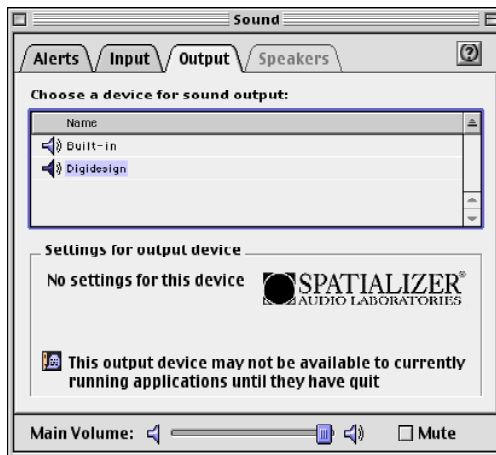 Sound
Alerts Input Output Speakers
Choose a device for sound output:
Name
Built-in
Digidesign
Settings for output device
No settings for this device
SPATIALIZER®
AUDIO LABORATORIES
This output device may not be available to currently
running applications until they have quit
Main Volume:
Mute